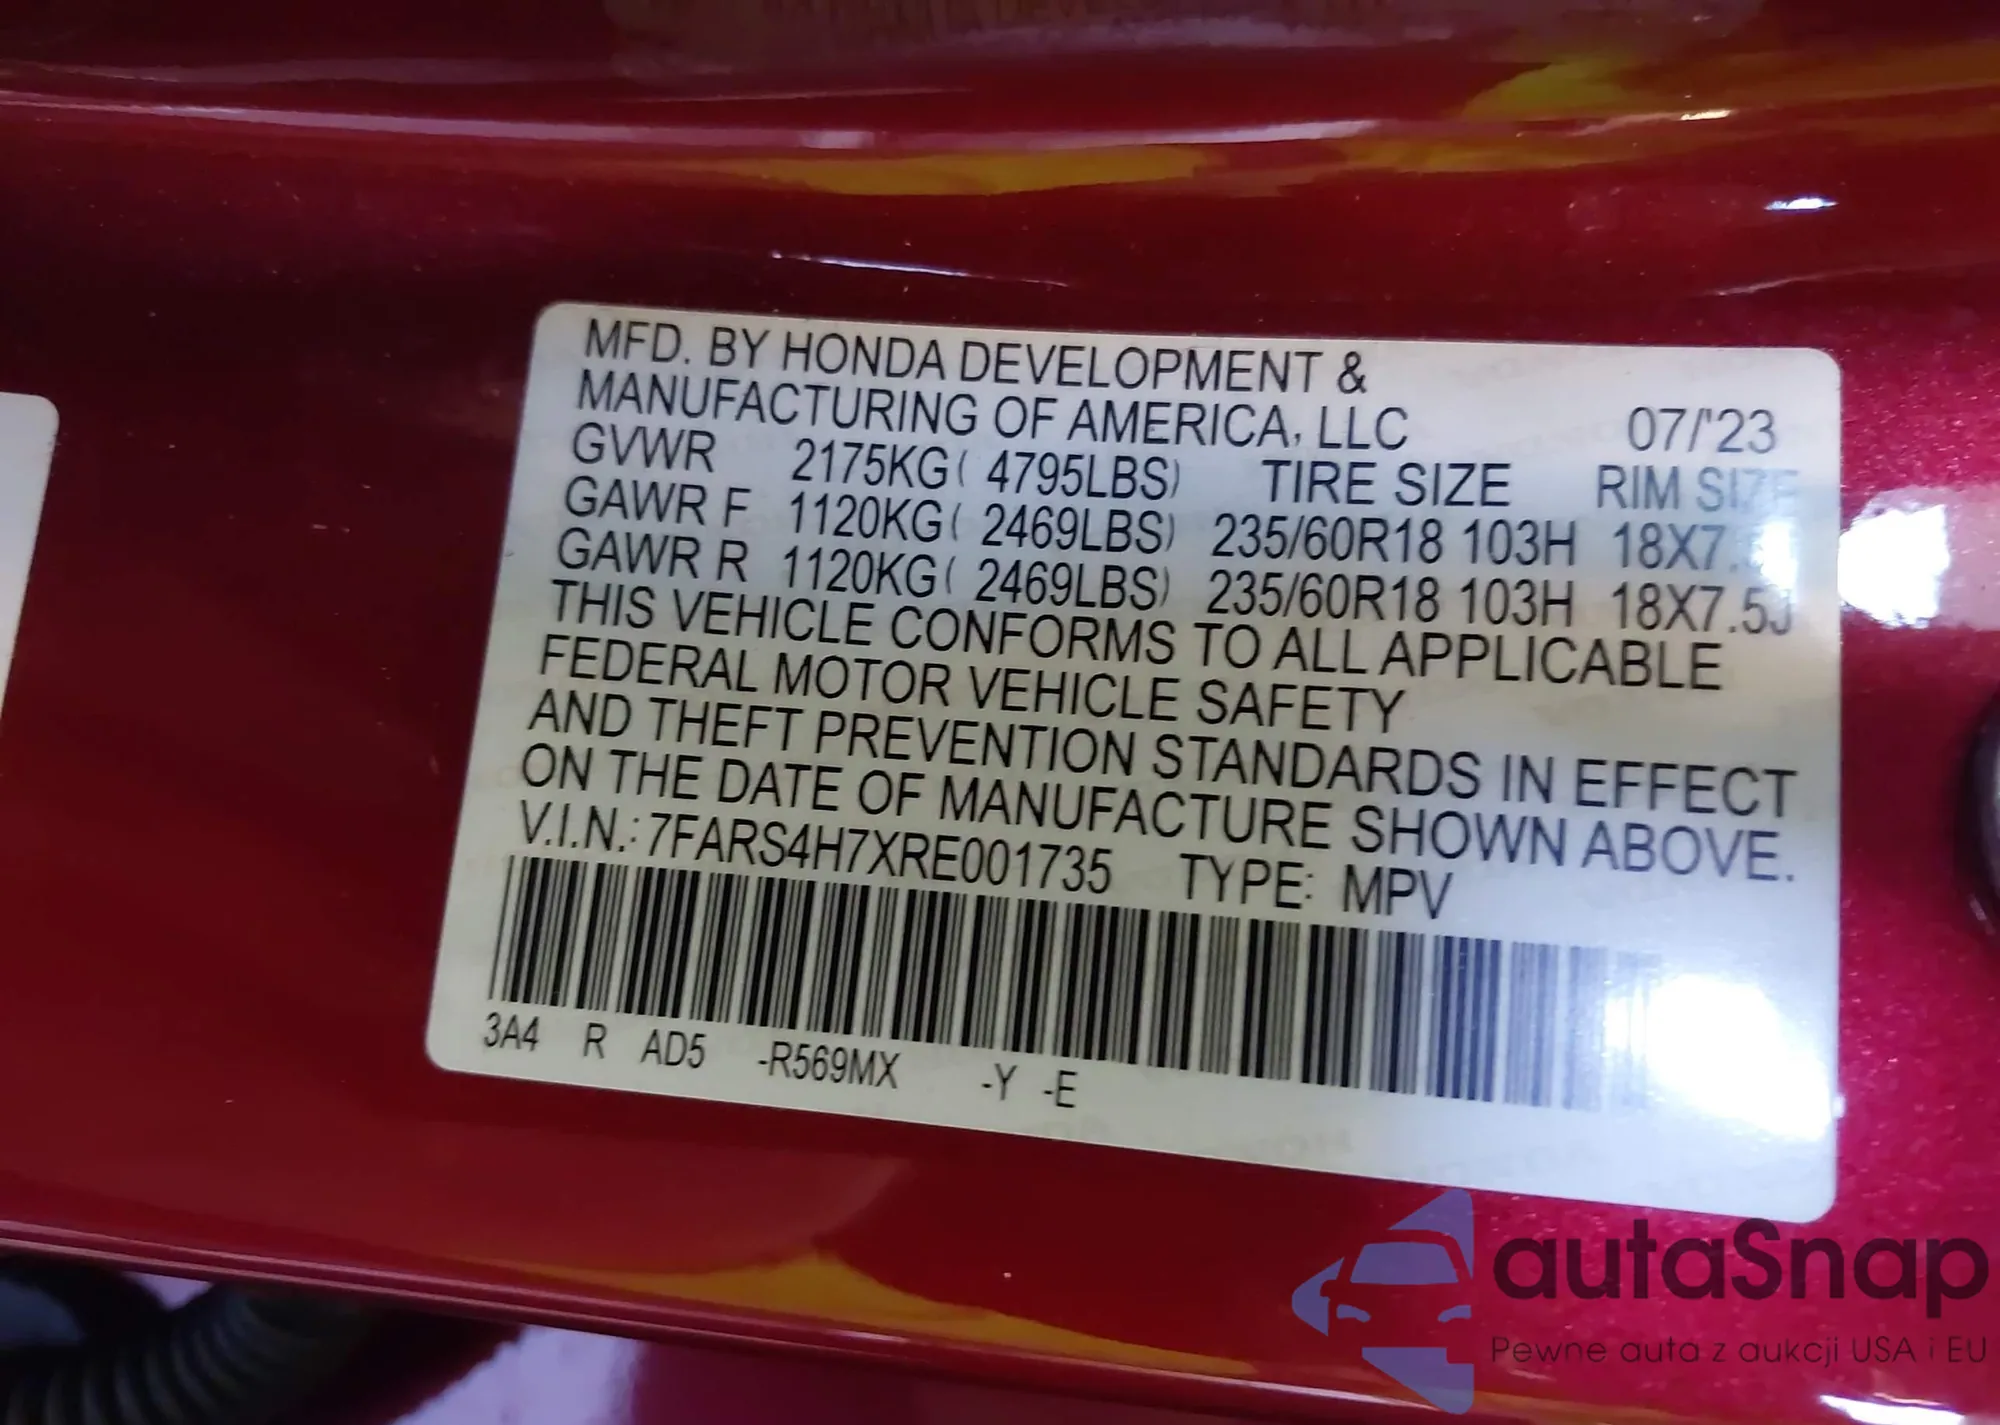 MFD. BY HONDA DEVELOPMENT &
MANUFACTURING OF AMERICA, LLC 07/'23
GVWR 2175KG( 4795LBS) TIRE SIZE RIM SIZE
GAWR F 1120KG( 2469LBS) 235/60R18 103H 18X7.
GAWR R 1120KG( 2469LBS) 235/60R18 103H 18X7.5J
THIS VEHICLE CONFORMS TO ALL APPLICABLE
FEDERAL MOTOR VEHICLE SAFETY
AND THEFT PREVENTION STANDARDS IN EFFECT
ON THE DATE OF MANUFACTURE SHOWN ABOVE.
V.I.N.: 7FARS4H7XRE001735 TYPE: MPV
3A4 R AD5 -R569MX -Y -E
autaSnap
Pewne auta z aukcji USA i EU